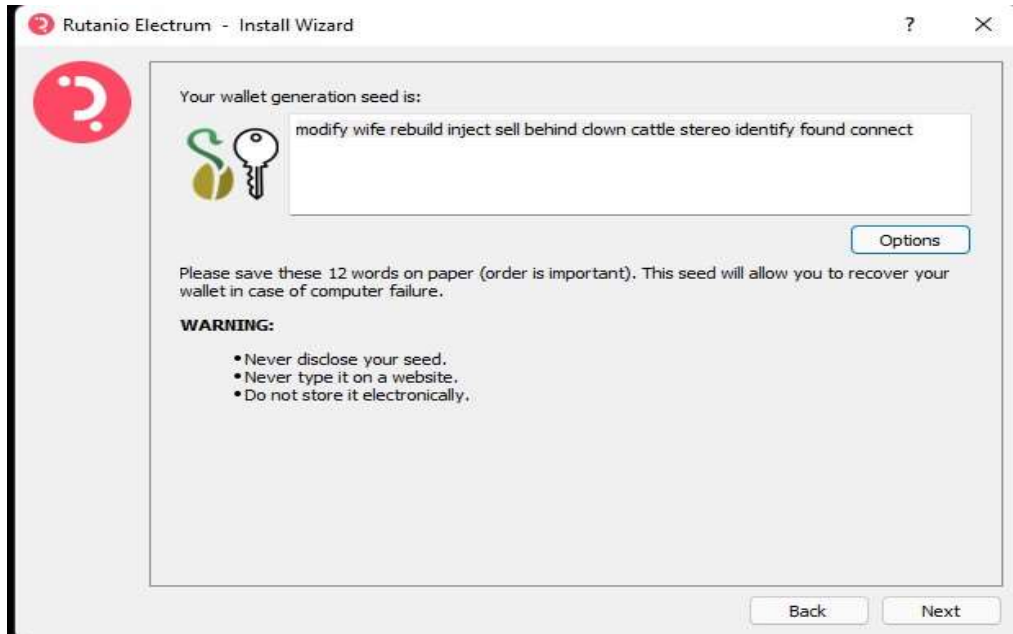 Rutanio Electrum - Install Wizard
?
Your wallet generation seed is:
modify wife rebuild inject sell behind clown cattle stereo identify found connect
Options
Please save these 12 words on paper (order is important). This seed will allow you to recover your
wallet in case of computer failure.
WARNING:
•Never disclose your seed.
•Never type it on a website.
•Do not store it electronically.
Back
Next